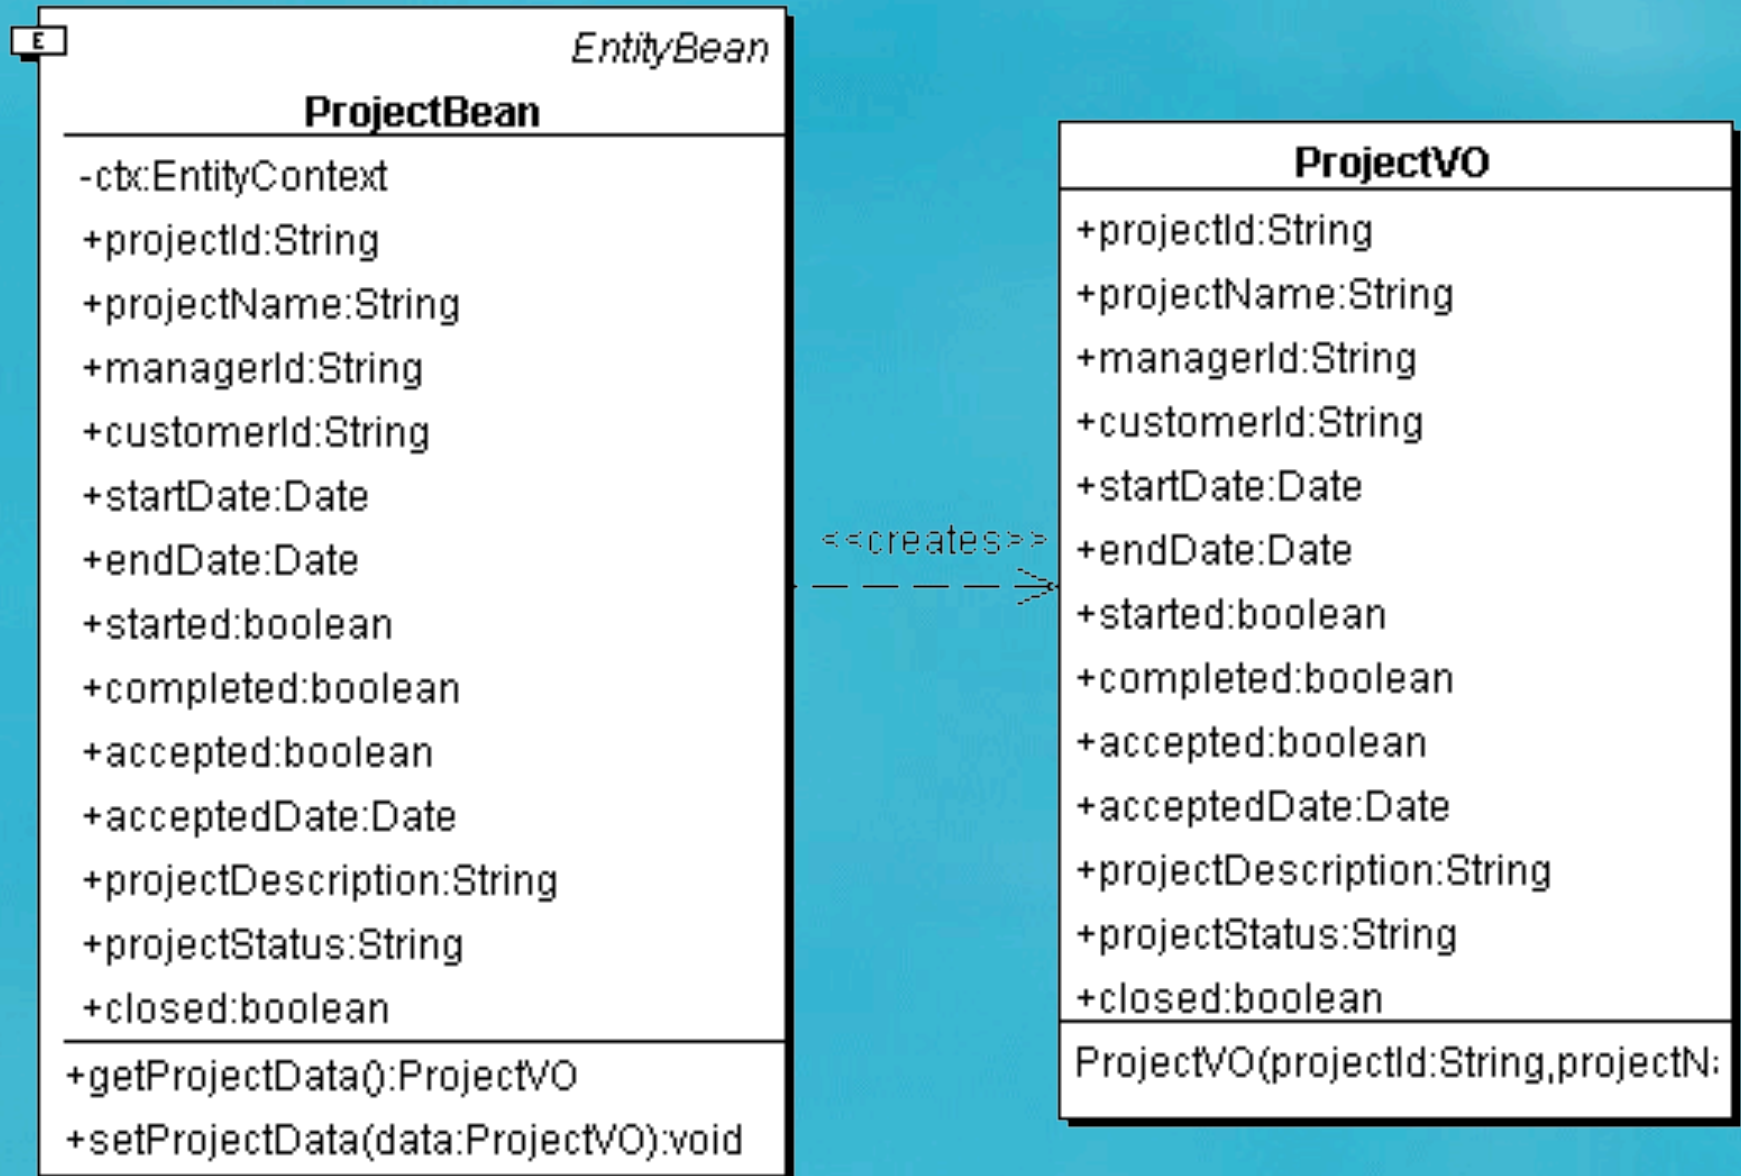 E
EntityBean
ProjectBean
-ctx:EntityContext
+projectId:String
+projectName:String
+managerId:String
+customerId:String
+startDate:Date
+endDate:Date
+started:boolean
+completed:boolean
+accepted:boolean
+acceptedDate:Date
+projectDescription:String
+projectStatus:String
+closed:boolean
+getProjectData():ProjectVO
+setProjectData(data:ProjectVO):void
<<creates>>
ProjectVO
+projectId:String
+projectName:String
+managerId:String
+customerId:String
+startDate:Date
+endDate:Date
+started:boolean
+completed:boolean
+accepted:boolean
+acceptedDate:Date
+projectDescription:String
+projectStatus:String
+closed:boolean
ProjectVO(projectId:String,projectN